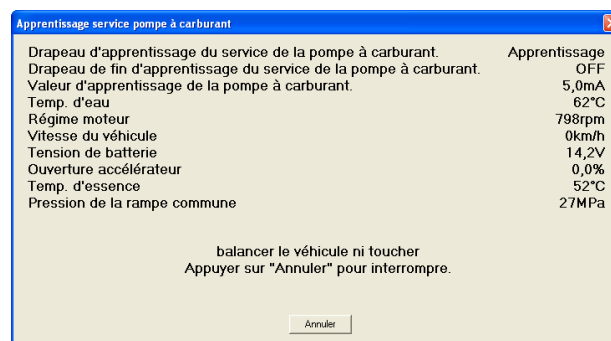 Apprentissage service pompe à carburant
Drapeau d'apprentissage du service de la pompe à carburant. Apprentissage
Drapeau de fin d'apprentissage du service de la pompe à carburant. OFF
Valeur d'apprentissage de la pompe à carburant. 5,0mA
Temp. d'eau 62°C
Régime moteur 798rpm
Vitesse du véhicule 0km/h
Tension de batterie 14,2V
Ouverture accélérateur 0,0%
Temp. d'essence 52°C
Pression de la rampe commune 27MPa
balancer le véhicule ni toucher
Appuyer sur "Annuler" pour interrompre.
Annuler